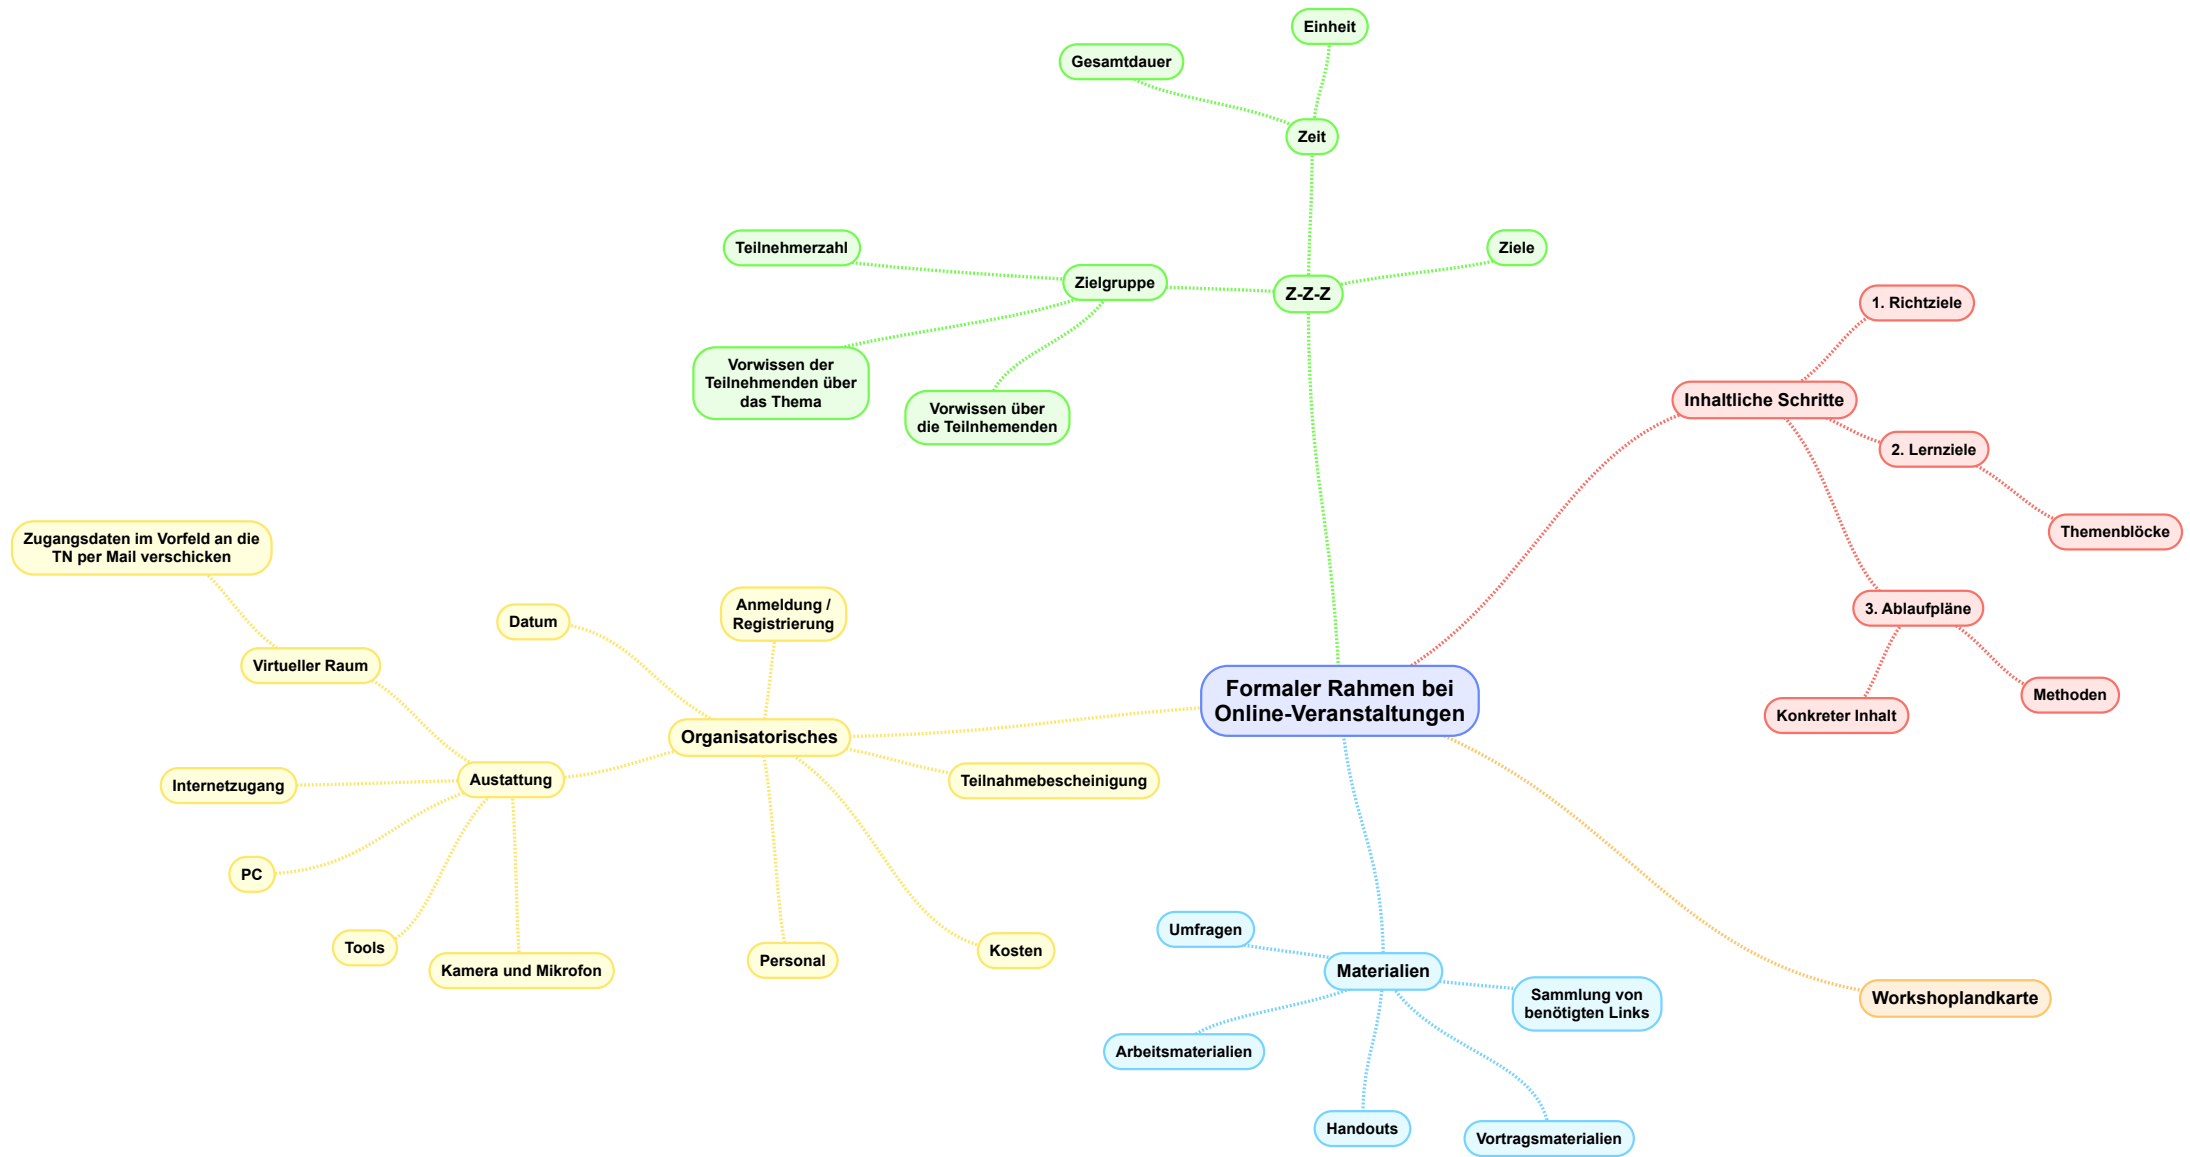 Einheit
Gesamtdauer
Zeit
Teilnehmerzahl
Ziele
Zielgruppe
Z-Z-Z
Vorwissen der
Teilnehmenden über
das Thema
Vorwissen über
die Teilnhemenden
1. Richtziele
Inhaltliche Schritte
2. Lernziele
Themenblöcke
3. Ablaufpläne
Konkreter Inhalt
Methoden
Zugangsdaten im Vorfeld an die
TN per Mail verschicken
Datum
Anmeldung /
Registrierung
Virtueller Raum
Formaler Rahmen bei
Online-Veranstaltungen
Organisatorisches
Austattung
Internetzugang
Teilnahmebescheinigung
PC
Tools
Kamera und Mikrofon
Personal
Kosten
Umfragen
Materialien
Sammlung von
benötigten Links
Workshoplandkarte
Arbeitsmaterialien
Handouts
Vortragsmaterialien